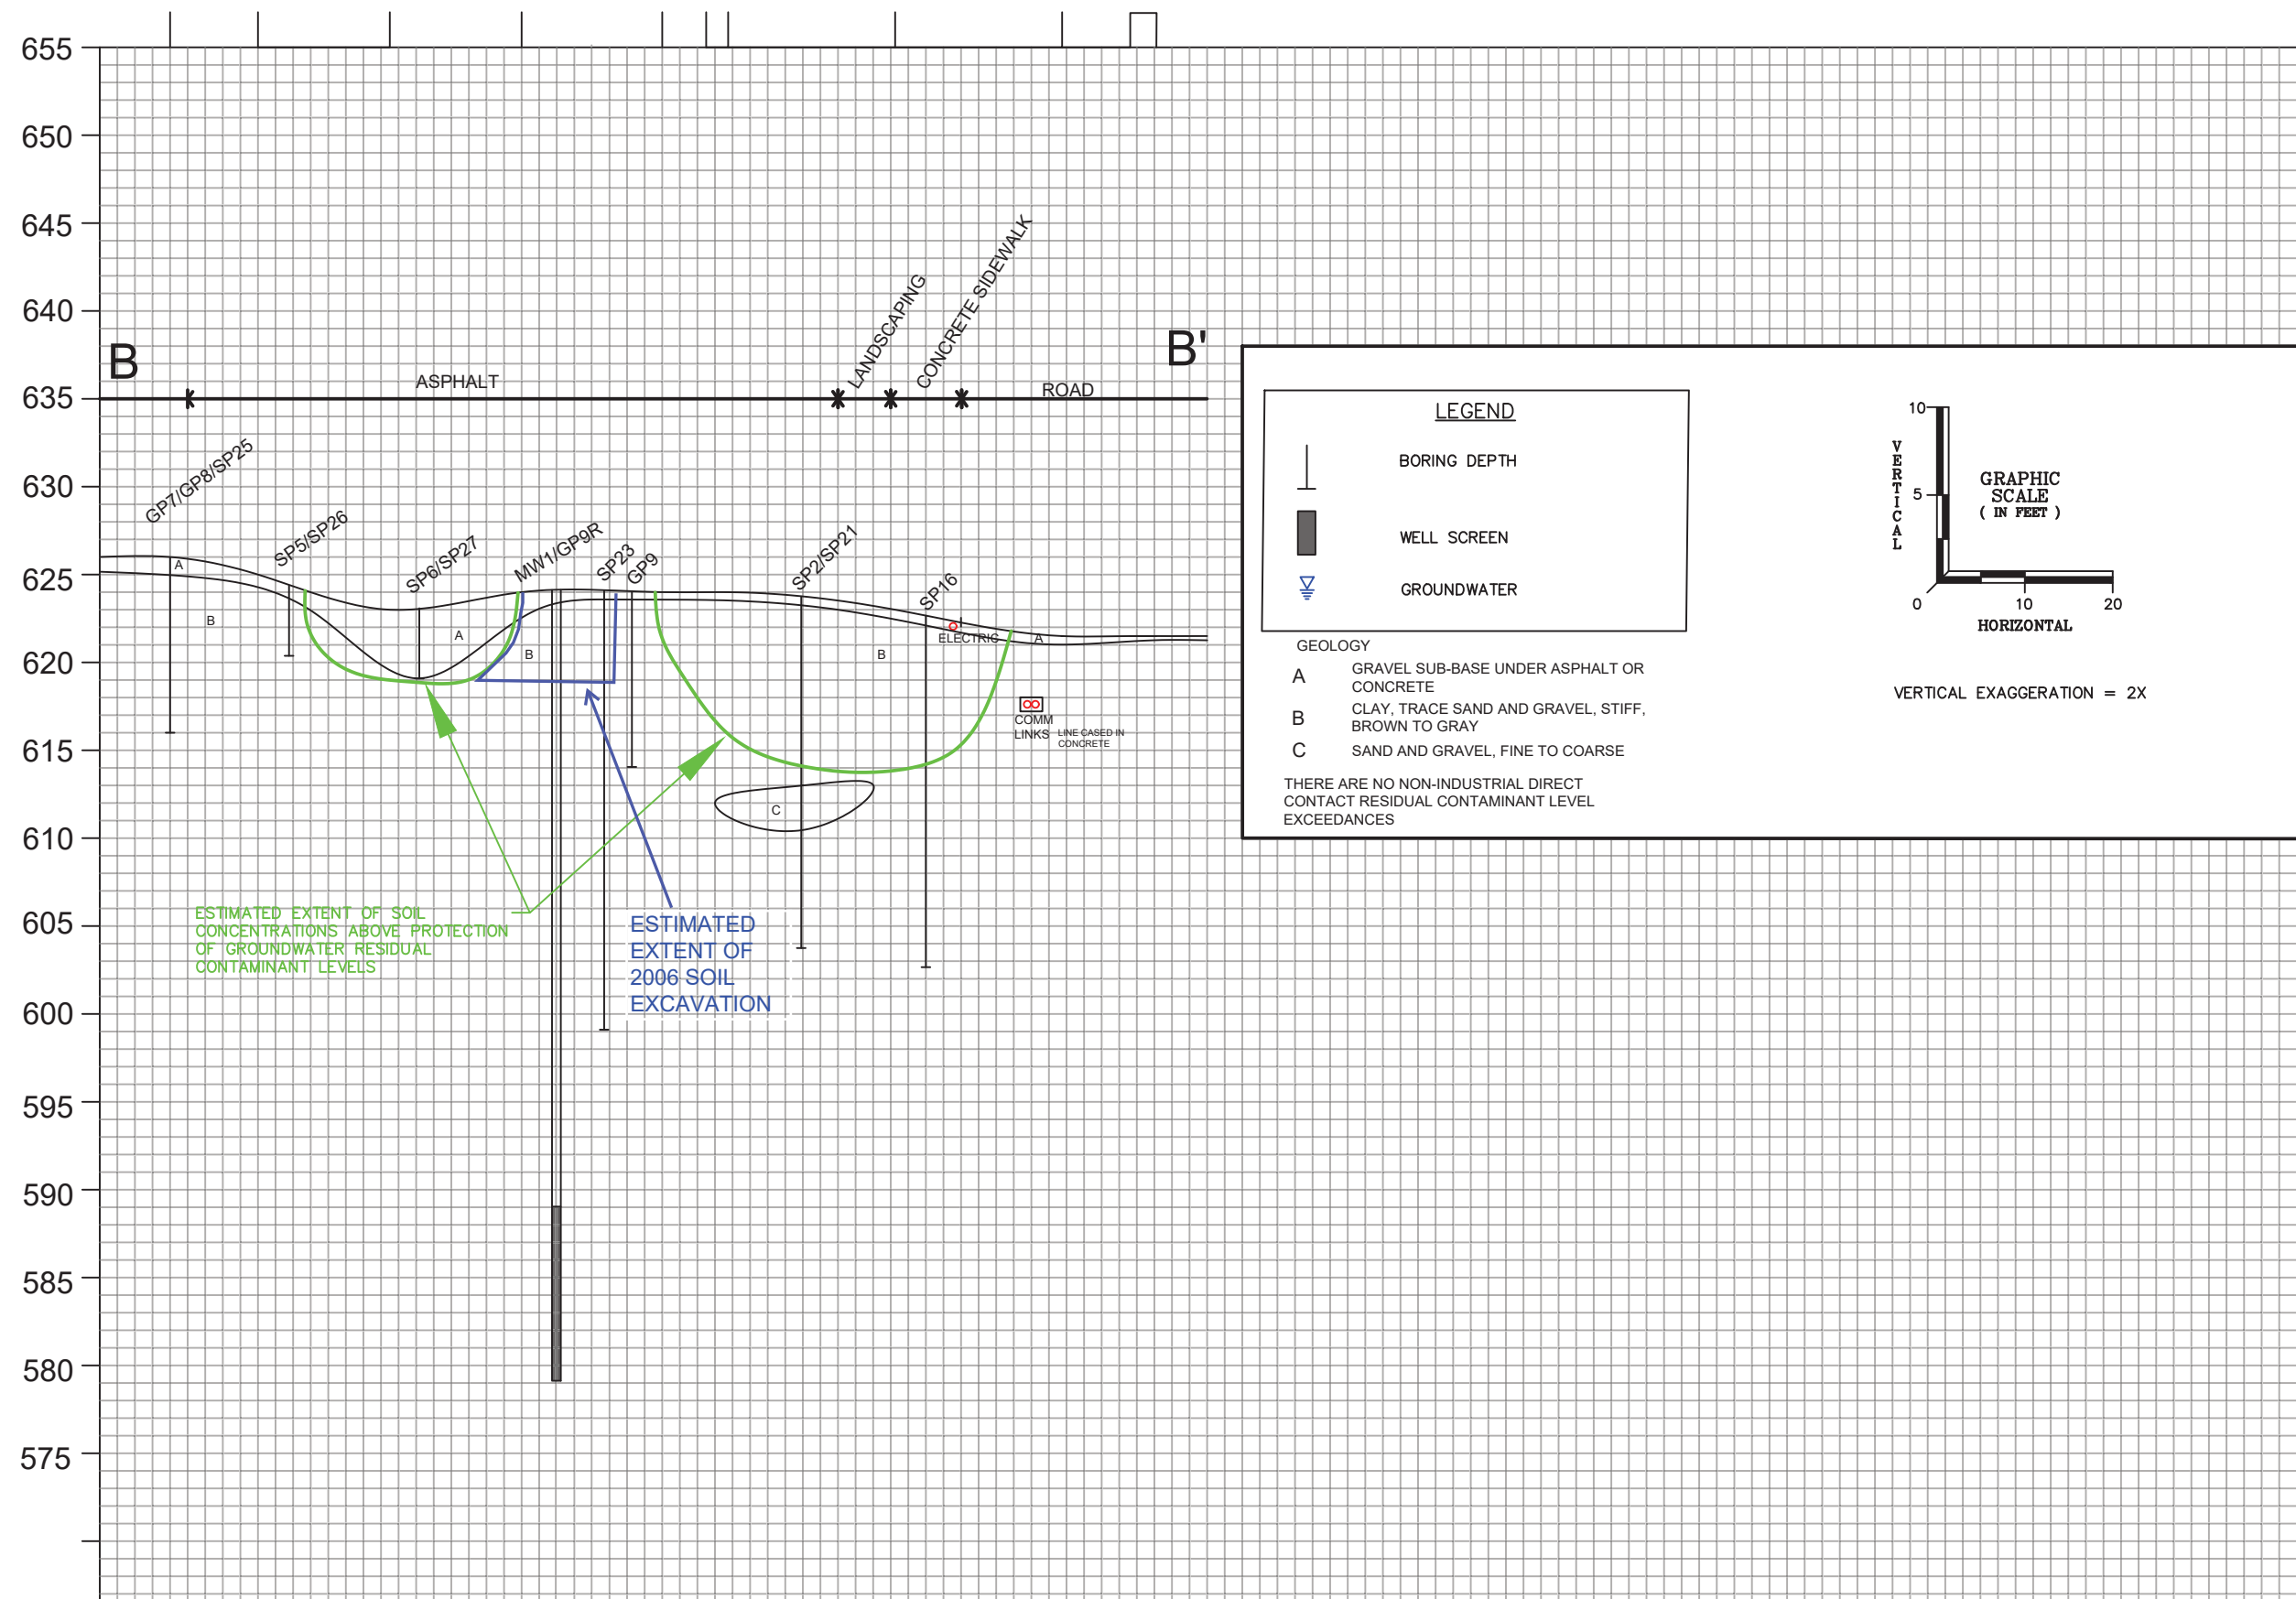 655
650
645
640
635
630
625
620
615
610
605
600
595
590
585
580
575
B
B'
ASPHALT
LANDSCAPING
CONCRETE SIDEWALK
ROAD
GP7/GP8/SP25
SP5/SP26
SP6/SP27
MW1/GP9R
SP23
GP9
SP2/SP21
SP16
A
B
A
B
B
A
C
ELECTRIC
COMM
LINKS
LINE CASED IN
CONCRETE
ESTIMATED EXTENT OF SOIL
CONCENTRATIONS ABOVE PROTECTION
OF GROUNDWATER RESIDUAL
CONTAMINANT LEVELS
ESTIMATED
EXTENT OF
2006 SOIL
EXCAVATION
LEGEND
BORING DEPTH
WELL SCREEN
GROUNDWATER
GEOLOGY
A GRAVEL SUB-BASE UNDER ASPHALT OR
CONCRETE
B CLAY, TRACE SAND AND GRAVEL, STIFF,
BROWN TO GRAY
C SAND AND GRAVEL, FINE TO COARSE
THERE ARE NO NON-INDUSTRIAL DIRECT
CONTACT RESIDUAL CONTAMINANT LEVEL
EXCEEDANCES
10
5
0
10
20
VERTICAL
GRAPHIC
SCALE
( IN FEET )
HORIZONTAL
VERTICAL EXAGGERATION = 2X